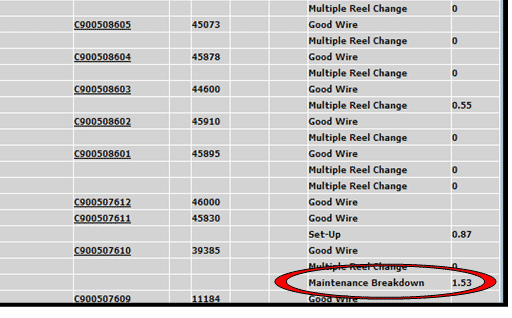 Multiple Reel Change 0
C900508605 45073 Good Wire
Multiple Reel Change 0
C900508604 45878 Good Wire
Multiple Reel Change 0
C900508603 44600 Good Wire
Multiple Reel Change 0.55
C900508602 45910 Good Wire
Multiple Reel Change 0
C900508601 45895 Good Wire
Multiple Reel Change 0
Multiple Reel Change 0
C900507612 46000 Good Wire
C900507611 45830 Good Wire
Set-Up 0.87
C900507610 39385 Good Wire
Multiple Reel Change 0
Maintenance Breakdown 1.53
C900507609 11184 Good Wire